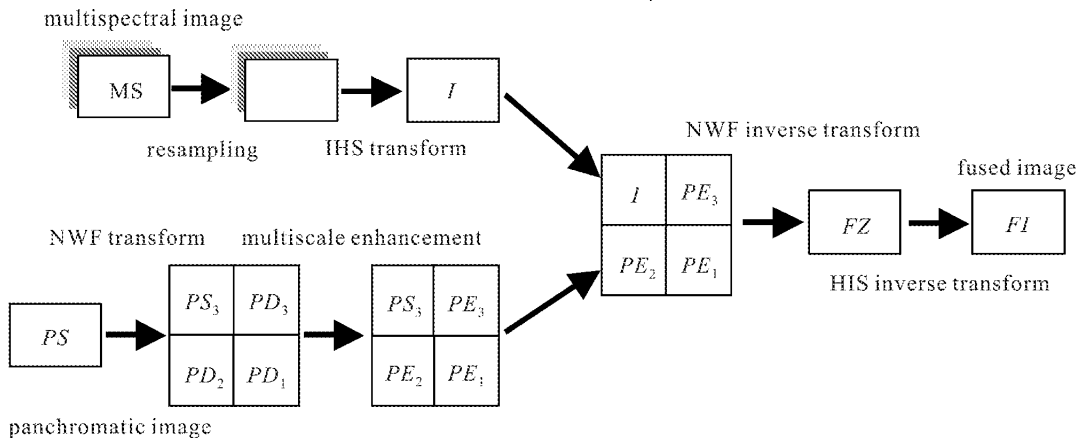 multispectral image
MS
I
resampling
IHS transform
NWF inverse transform
fused image
I PE₃
PE₂ PE₁
FZ
FI
HIS inverse transform
NWF transform
multiscale enhancement
PS
PS₃ PD₃
PD₂ PD₁
PS₃ PE₃
PE₂ PE₁
panchromatic image